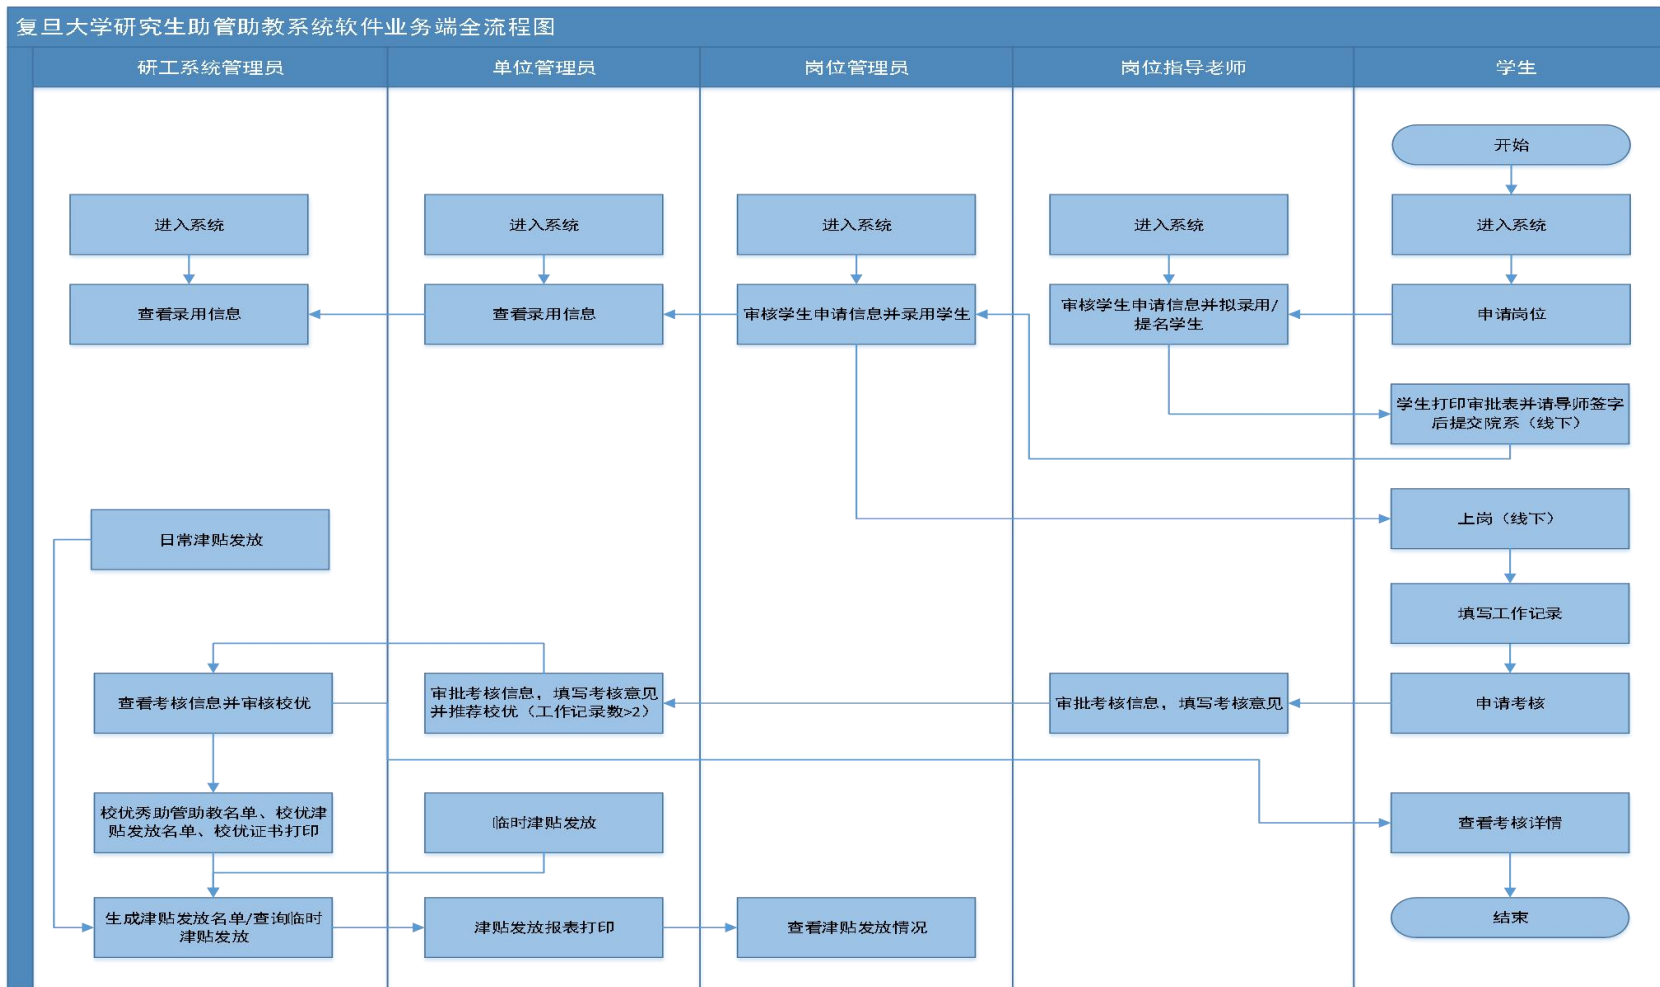 复旦大学研究生助管助教系统软件业务端全流程图
研工系统管理员
单位管理员
岗位管理员
岗位指导老师
学生
开始
进入系统
进入系统
进入系统
进入系统
进入系统
查看录用信息
查看录用信息
审核学生申请信息并录用学生
审核学生申请信息并拟录用/
提名学生
申请岗位
学生打印审批表并请导师签字
后提交院系（线下）
上岗（线下）
日常津贴发放
填写工作记录
查看考核信息并审核校优
审批考核信息，填写考核意见
并推荐校优（工作记录数>2）
审批考核信息，填写考核意见
申请考核
校优秀助管助教名单、校优津
贴发放名单、校优证书打印
临时津贴发放
查看考核详情
生成津贴发放名单/查询临时
津贴发放
津贴发放报表打印
查看津贴发放情况
结束